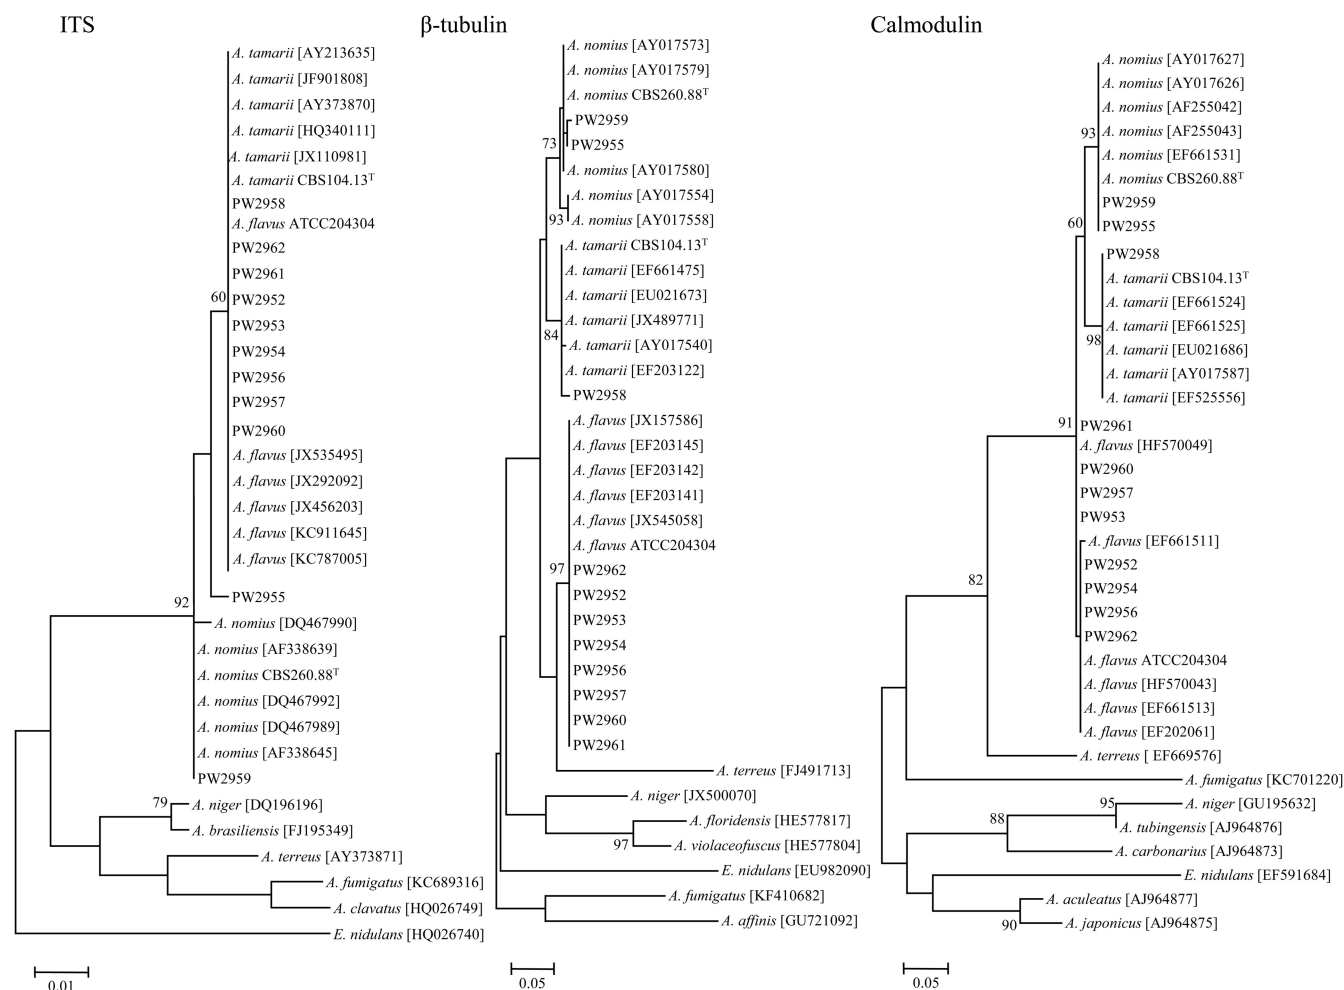 ITS
A. tamarii [AY213635]
A. tamarii [JF901808]
A. tamarii [AY373870]
A. tamarii [HQ340111]
A. tamarii [JX110981]
A. tamarii CBS104.13ᵀ
PW2958
A. flavus ATCC204304
PW2962
PW2961
PW2952
60
PW2953
PW2954
PW2956
PW2957
PW2960
A. flavus [JX535495]
A. flavus [JX292092]
A. flavus [JX456203]
A. flavus [KC911645]
A. flavus [KC787005]
PW2955
92
A. nomius [DQ467990]
A. nomius [AF338639]
A. nomius CBS260.88ᵀ
A. nomius [DQ467992]
A. nomius [DQ467989]
A. nomius [AF338645]
PW2959
79
A. niger [DQ196196]
A. brasiliensis [FJ195349]
A. terreus [AY373871]
A. fumigatus [KC689316]
A. clavatus [HQ026749]
E. nidulans [HQ026740]
0.01
β-tubulin
A. nomius [AY017573]
A. nomius [AY017579]
A. nomius CBS260.88ᵀ
PW2959
73
PW2955
A. nomius [AY017580]
A. nomius [AY017554]
93
A. nomius [AY017558]
A. tamarii CBS104.13ᵀ
A. tamarii [EF661475]
A. tamarii [EU021673]
A. tamarii [JX489771]
84
A. tamarii [AY017540]
A. tamarii [EF203122]
PW2958
A. flavus [JX157586]
A. flavus [EF203145]
A. flavus [EF203142]
A. flavus [EF203141]
A. flavus [JX545058]
A. flavus ATCC204304
97
PW2962
PW2952
PW2953
PW2954
PW2956
PW2957
PW2960
PW2961
A. terreus [FJ491713]
A. niger [JX500070]
A. floridensis [HE577817]
97
A. violaceofuscus [HE577804]
E. nidulans [EU982090]
A. fumigatus [KF410682]
A. affinis [GU721092]
0.05
Calmodulin
A. nomius [AY017627]
A. nomius [AY017626]
A. nomius [AF255042]
93
A. nomius [AF255043]
A. nomius [EF661531]
A. nomius CBS260.88ᵀ
PW2959
60
PW2955
PW2958
A. tamarii CBS104.13ᵀ
A. tamarii [EF661524]
A. tamarii [EF661525]
98
A. tamarii [EU021686]
A. tamarii [AY017587]
A. tamarii [EF525556]
91
PW2961
A. flavus [HF570049]
PW2960
PW2957
PW953
A. flavus [EF661511]
PW2952
82
PW2954
PW2956
PW2962
A. flavus ATCC204304
A. flavus [HF570043]
A. flavus [EF661513]
A. flavus [EF202061]
A. terreus [ EF669576]
A. fumigatus [KC701220]
95
A. niger [GU195632]
88
A. tubingensis [AJ964876]
A. carbonarius [AJ964873]
E. nidulans [EF591684]
A. aculeatus [AJ964877]
90
A. japonicus [AJ964875]
0.05